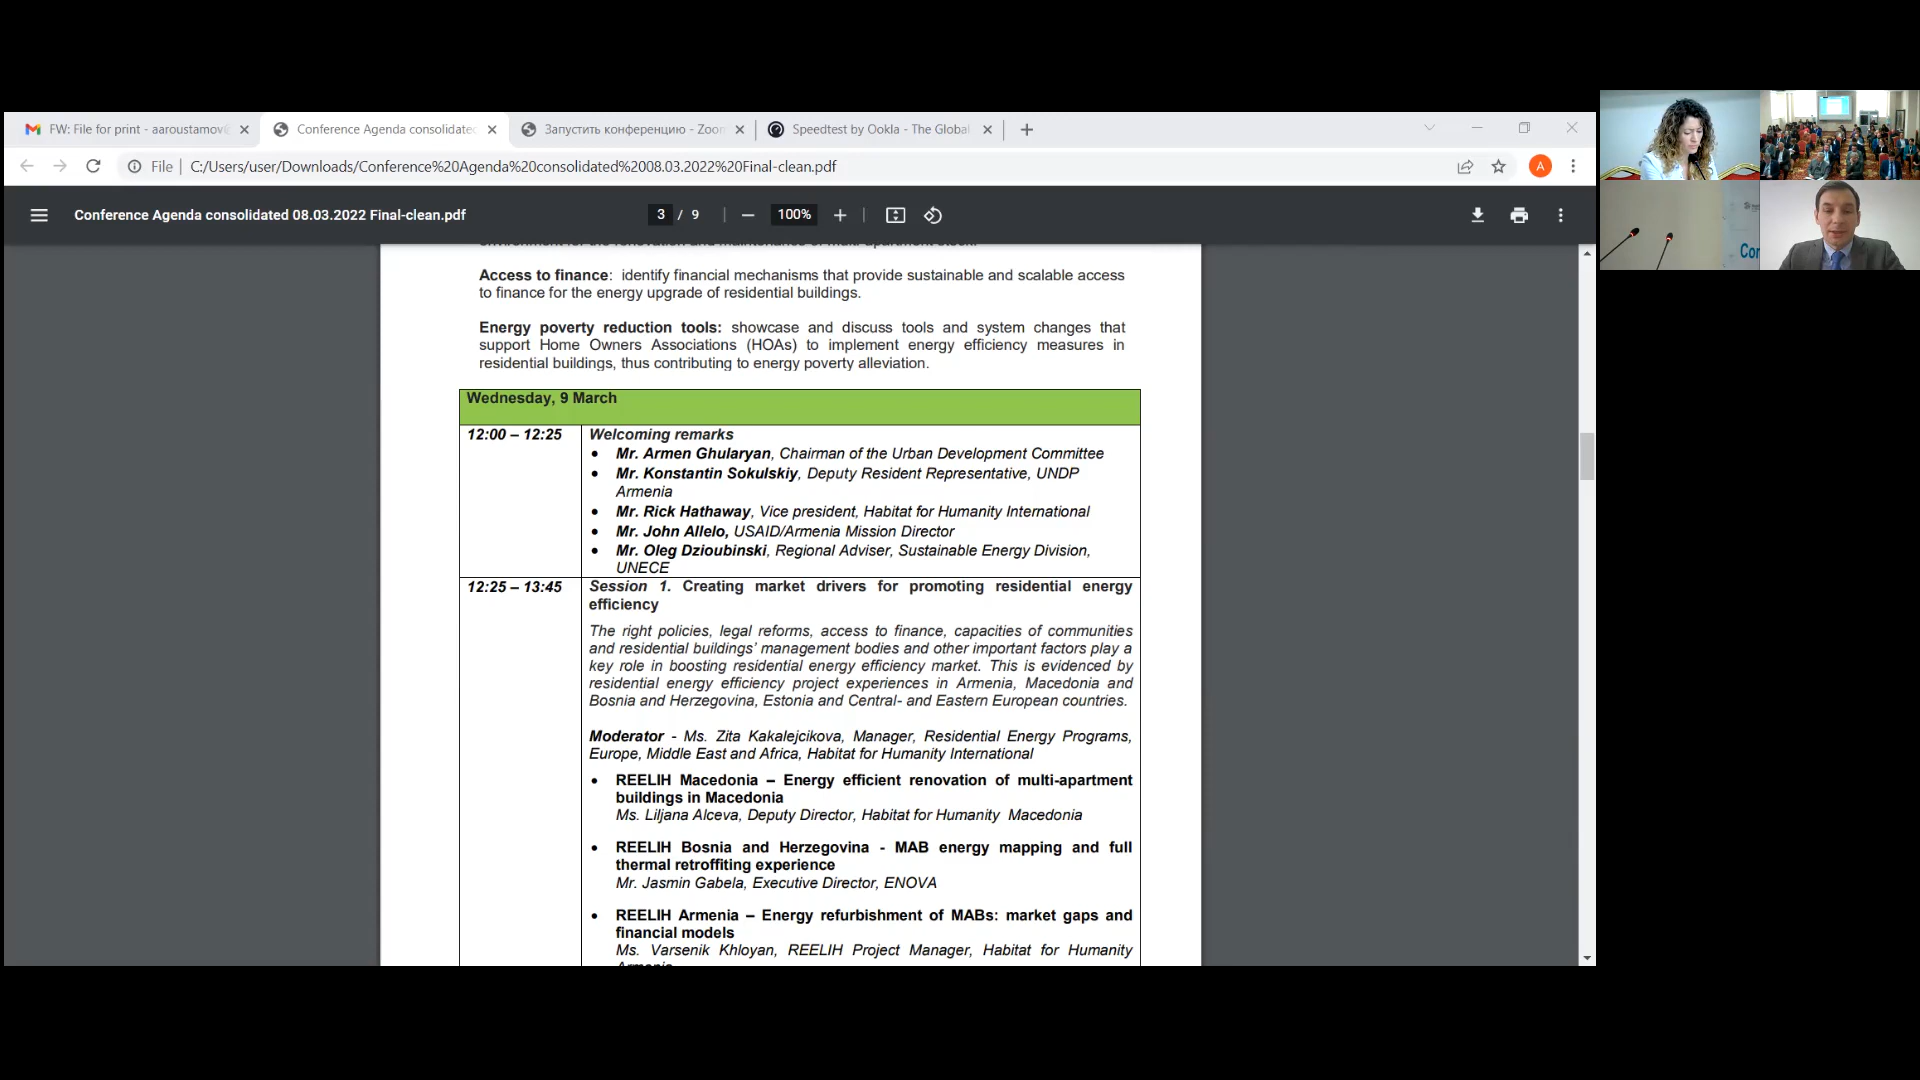 FW: File for print - aaroustamov
Conference Agenda consolidated
Запустить конференцию - Zoom
Speedtest by Ookla - The Global
File
C:/Users/user/Downloads/Conference%20Agenda%20consolidated%2008.03.2022%20Final-clean.pdf
A
Conference Agenda consolidated 08.03.2022 Final-clean.pdf
3 / 9
100%
Access to finance: identify financial mechanisms that provide sustainable and scalable access
to finance for the energy upgrade of residential buildings.
Energy poverty reduction tools: showcase and discuss tools and system changes that
support Home Owners Associations (HOAs) to implement energy efficiency measures in
residential buildings, thus contributing to energy poverty alleviation.
Wednesday, 9 March
12:00 – 12:25
Welcoming remarks
• Mr. Armen Ghularyan, Chairman of the Urban Development Committee
• Mr. Konstantin Sokulskiy, Deputy Resident Representative, UNDP
Armenia
• Mr. Rick Hathaway, Vice president, Habitat for Humanity International
• Mr. John Allelo, USAID/Armenia Mission Director
• Mr. Oleg Dzioubinski, Regional Adviser, Sustainable Energy Division,
UNECE
12:25 – 13:45
Session 1. Creating market drivers for promoting residential energy
efficiency
The right policies, legal reforms, access to finance, capacities of communities
and residential buildings' management bodies and other important factors play a
key role in boosting residential energy efficiency market. This is evidenced by
residential energy efficiency project experiences in Armenia, Macedonia and
Bosnia and Herzegovina, Estonia and Central- and Eastern European countries.
Moderator - Ms. Zita Kakalejcikova, Manager, Residential Energy Programs,
Europe, Middle East and Africa, Habitat for Humanity International
• REELIH Macedonia – Energy efficient renovation of multi-apartment
buildings in Macedonia
Ms. Liljana Alceva, Deputy Director, Habitat for Humanity Macedonia
• REELIH Bosnia and Herzegovina - MAB energy mapping and full
thermal retroffiting experience
Mr. Jasmin Gabela, Executive Director, ENOVA
• REELIH Armenia – Energy refurbishment of MABs: market gaps and
financial models
Ms. Varsenik Khloyan, REELIH Project Manager, Habitat for Humanity
Cor